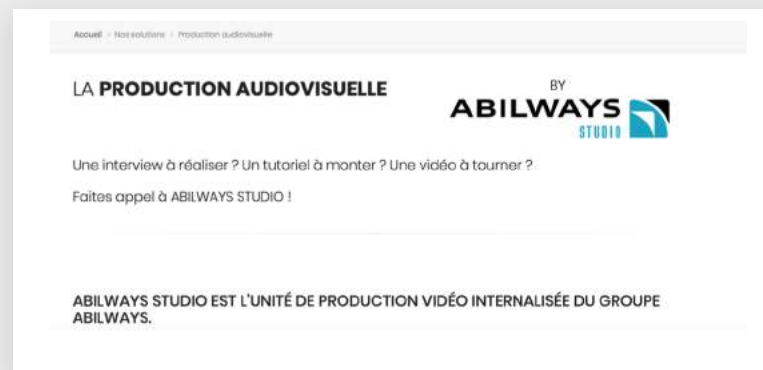 Accueil > Nos solutions > Production audiovisuelle
LA PRODUCTION AUDIOVISUELLE
BY
ABILWAYS
STUDIO
Une interview à réaliser ? Un tutoriel à monter ? Une vidéo à tourner ?
Faites appel à ABILWAYS STUDIO !
ABILWAYS STUDIO EST L'UNITÉ DE PRODUCTION VIDÉO INTERNALISÉE DU GROUPE
ABILWAYS.